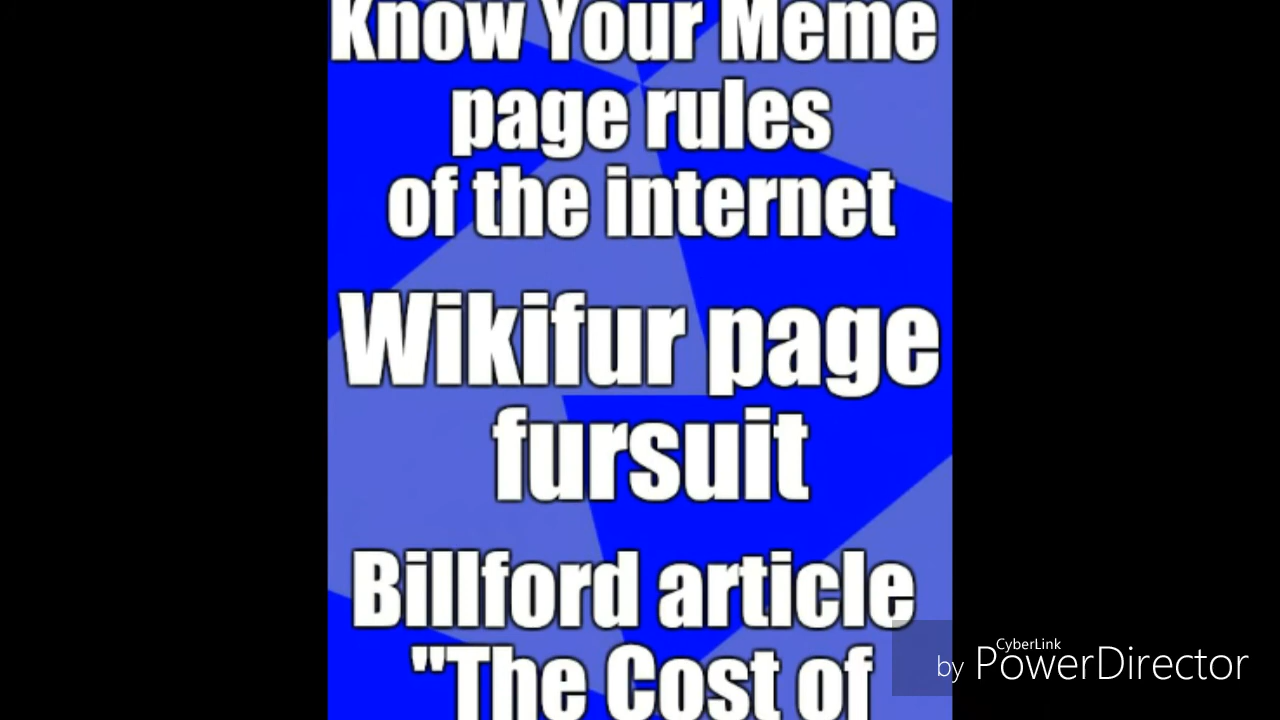 Know Your Meme
page rules
of the internet
Wikifur page
fursuit
Billford article
"The Cost of
CyberLink
by PowerDirector